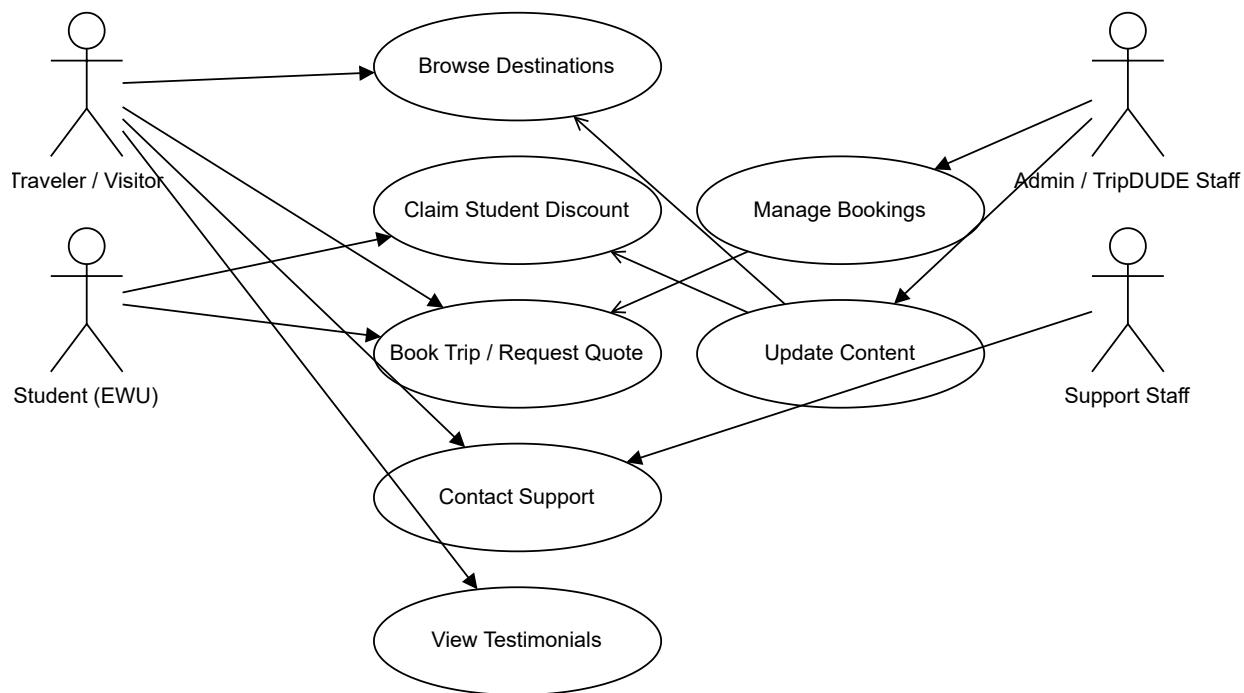 Browse Destinations
Traveler / Visitor
Admin / TripDUDE Staff
Claim Student Discount
Manage Bookings
Book Trip / Request Quote
Update Content
Student (EWU)
Support Staff
Contact Support
View Testimonials